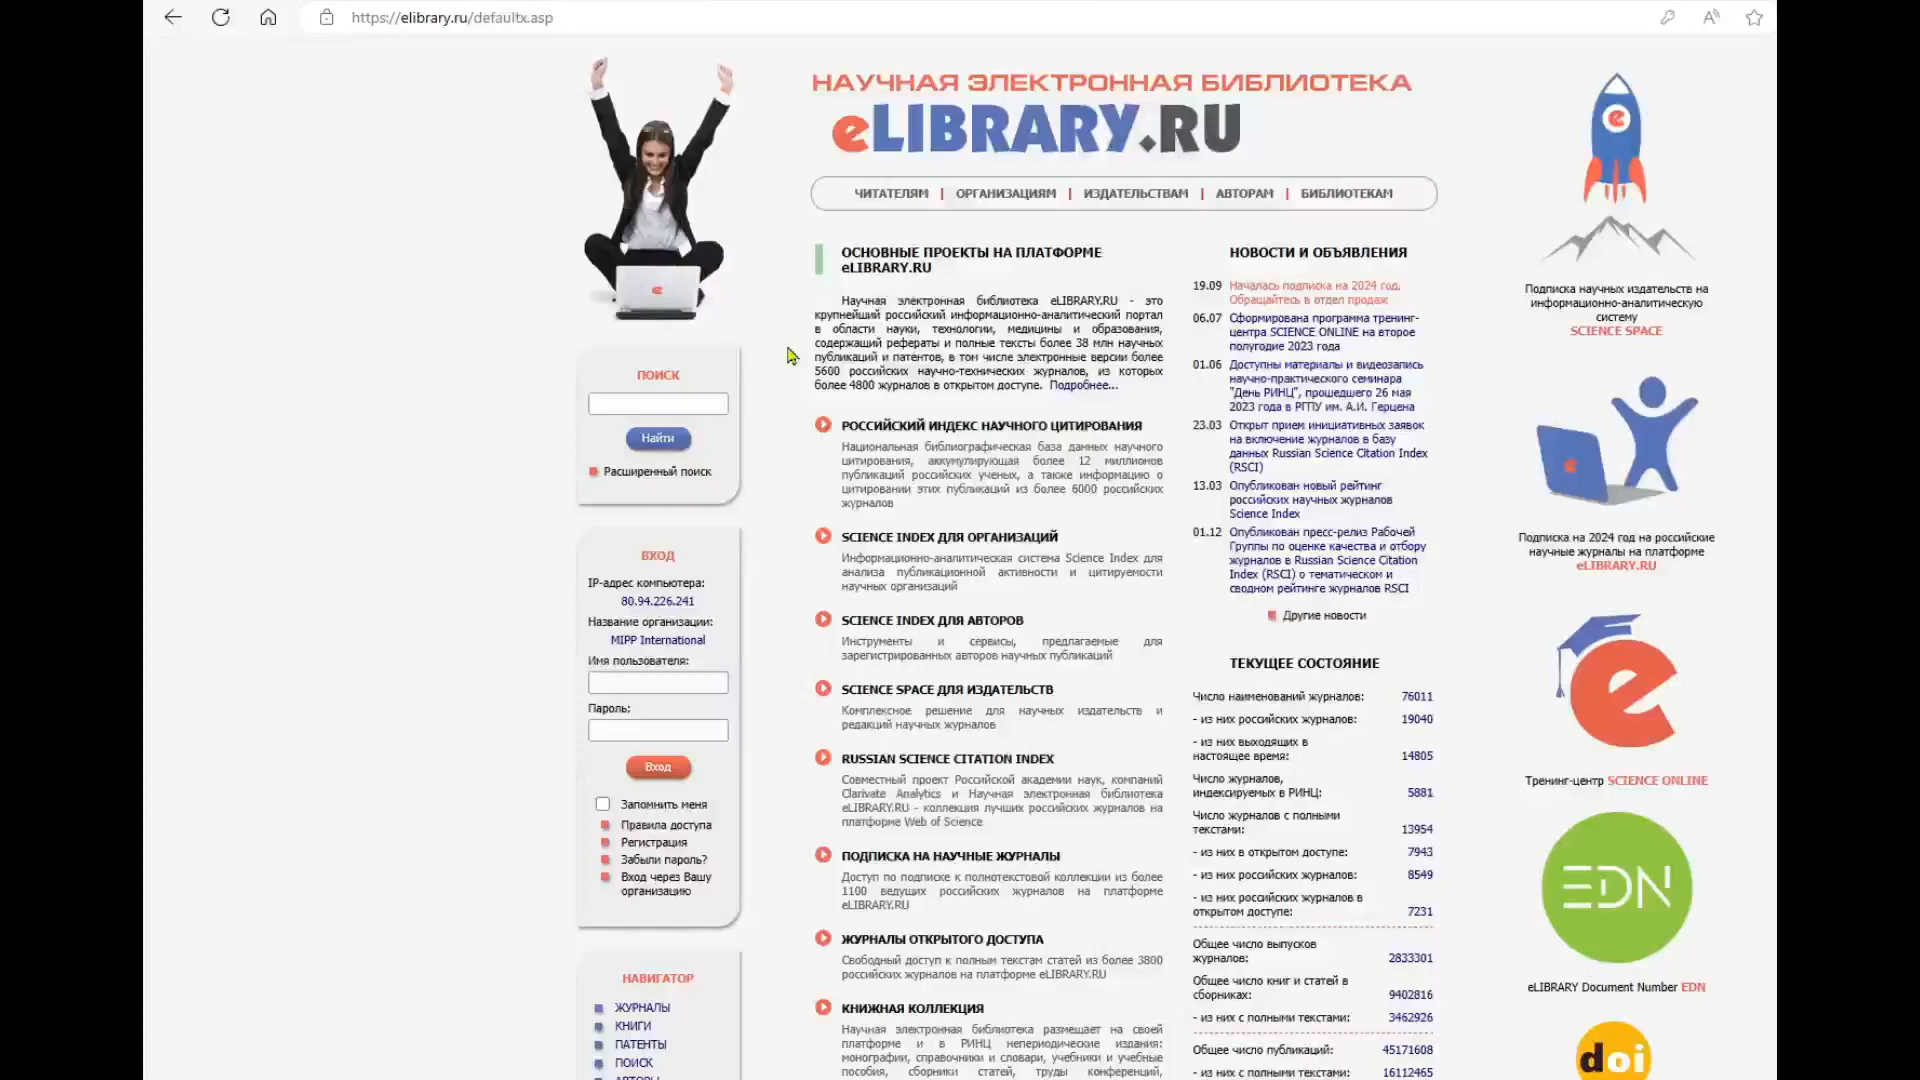 https://elibrary.ru/defaultx.asp
НАУЧНАЯ ЭЛЕКТРОННАЯ БИБЛИОТЕКА
eLIBRARY.RU
ЧИТАТЕЛЯМ | ОРГАНИЗАЦИЯМ | ИЗДАТЕЛЬСТВАМ | АВТОРАМ | БИБЛИОТЕКАМ
ПОИСК
Найти
Расширенный поиск
ВХОД
IP-адрес компьютера:
80.94.226.241
Название организации:
MIPP International
Имя пользователя:
Пароль:
Вход
Запомнить меня
Правила доступа
Регистрация
Забыли пароль?
Вход через Вашу
организацию
НАВИГАТОР
ЖУРНАЛЫ
КНИГИ
ПАТЕНТЫ
ПОИСК
АВТОРЫ
ОСНОВНЫЕ ПРОЕКТЫ НА ПЛАТФОРМЕ
eLIBRARY.RU
Научная электронная библиотека eLIBRARY.RU - это
крупнейший российский информационно-аналитический портал
в области науки, технологии, медицины и образования,
содержащий рефераты и полные тексты более 38 млн научных
публикаций и патентов, в том числе электронные версии более
5600 российских научно-технических журналов, из которых
более 4800 журналов в открытом доступе. Подробнее...
РОССИЙСКИЙ ИНДЕКС НАУЧНОГО ЦИТИРОВАНИЯ
Национальная библиографическая база данных научного
цитирования, аккумулирующая более 12 миллионов
публикаций российских ученых, а также информацию о
цитировании этих публикаций из более 6000 российских
журналов
SCIENCE INDEX ДЛЯ ОРГАНИЗАЦИЙ
Информационно-аналитическая система Science Index для
анализа публикационной активности и цитируемости
научных организаций
SCIENCE INDEX ДЛЯ АВТОРОВ
Инструменты и сервисы, предлагаемые для
зарегистрированных авторов научных публикаций
SCIENCE SPACE ДЛЯ ИЗДАТЕЛЬСТВ
Комплексное решение для научных издательств и
редакций научных журналов
RUSSIAN SCIENCE CITATION INDEX
Совместный проект Российской академии наук, компаний
Clarivate Analytics и Научная электронная библиотека
eLIBRARY.RU - коллекция лучших российских журналов на
платформе Web of Science
ПОДПИСКА НА НАУЧНЫЕ ЖУРНАЛЫ
Доступ по подписке к полнотекстовой коллекции из более
1100 ведущих российских журналов на платформе
eLIBRARY.RU
ЖУРНАЛЫ ОТКРЫТОГО ДОСТУПА
Свободный доступ к полным текстам статей из более 3800
российских журналов на платформе eLIBRARY.RU
КНИЖНАЯ КОЛЛЕКЦИЯ
Научная электронная библиотека размещает на своей
платформе и в РИНЦ непериодические издания:
монографии, справочники и словари, учебники и учебные
пособия, сборники статей, труды конференций,
НОВОСТИ И ОБЪЯВЛЕНИЯ
19.09 Началась подписка на 2024 год.
Обращайтесь в отдел продаж
06.07 Сформирована программа тренинг-
центра SCIENCE ONLINE на второе
полугодие 2023 года
01.06 Доступны материалы и видеозапись
научно-практического семинара
"День РИНЦ", прошедшего 26 мая
2023 года в РГПУ им. А.И. Герцена
23.03 Открыт прием инициативных заявок
на включение журналов в базу
данных Russian Science Citation Index
(RSCI)
13.03 Опубликован новый рейтинг
российских научных журналов
Science Index
01.12 Опубликован пресс-релиз Рабочей
Группы по оценке качества и отбору
журналов в Russian Science Citation
Index (RSCI) о тематическом и
сводном рейтинге журналов RSCI
Другие новости
ТЕКУЩЕЕ СОСТОЯНИЕ
Число наименований журналов: 76011
- из них российских журналов: 19040
- из них выходящих в
настоящее время: 14805
Число журналов,
индексируемых в РИНЦ: 5881
Число журналов с полными
текстами: 13954
- из них в открытом доступе: 7943
- из них российских журналов: 8549
- из них российских журналов в
открытом доступе: 7231
Общее число выпусков
журналов: 2833301
Общее число книг и статей в
сборниках: 9402816
- из них с полными текстами: 3462926
Общее число публикаций: 45171608
- из них с полными текстами: 16112465
Подписка научных издательств на
информационно-аналитическую
систему
SCIENCE SPACE
Подписка на 2024 год на российские
научные журналы на платформе
eLIBRARY.RU
Тренинг-центр SCIENCE ONLINE
EDN
eLIBRARY Document Number EDN
doi